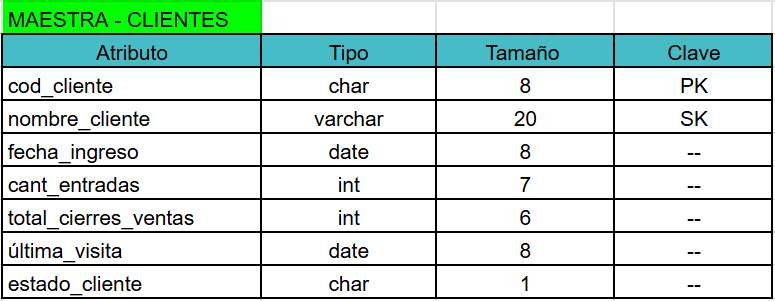 MAESTRA - CLIENTES
Atributo Tipo Tamaño Clave
cod_cliente char 8 PK
nombre_cliente varchar 20 SK
fecha_ingreso date 8 --
cant_entradas int 7 --
total_cierres_ventas int 6 --
última_visita date 8 --
estado_cliente char 1 --